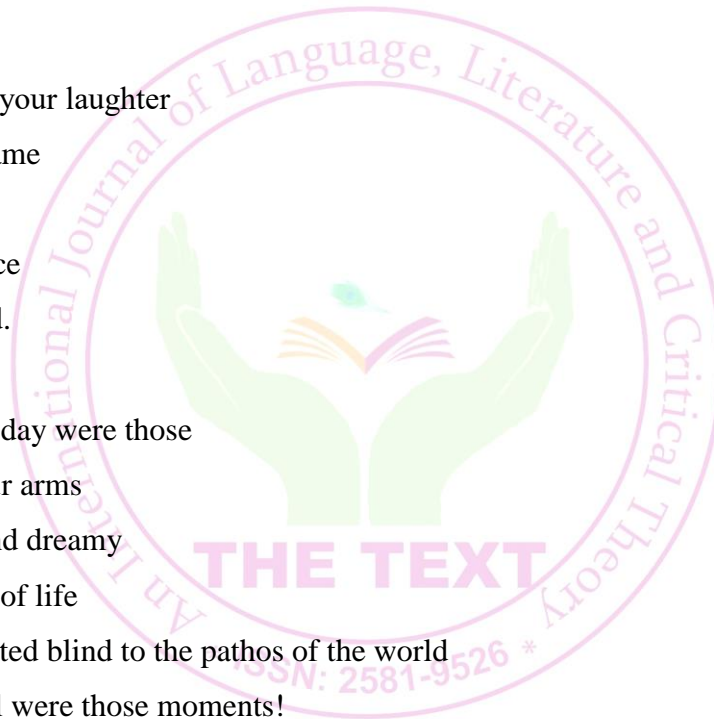 your laughter
ame
ce
l.
day were those
r arms
nd dreamy
of life
ted blind to the pathos of the world
l were those moments!
An International Journal of Language, Literature and Critical Theory
THE TEXT
ISSN: 2581-9526 *